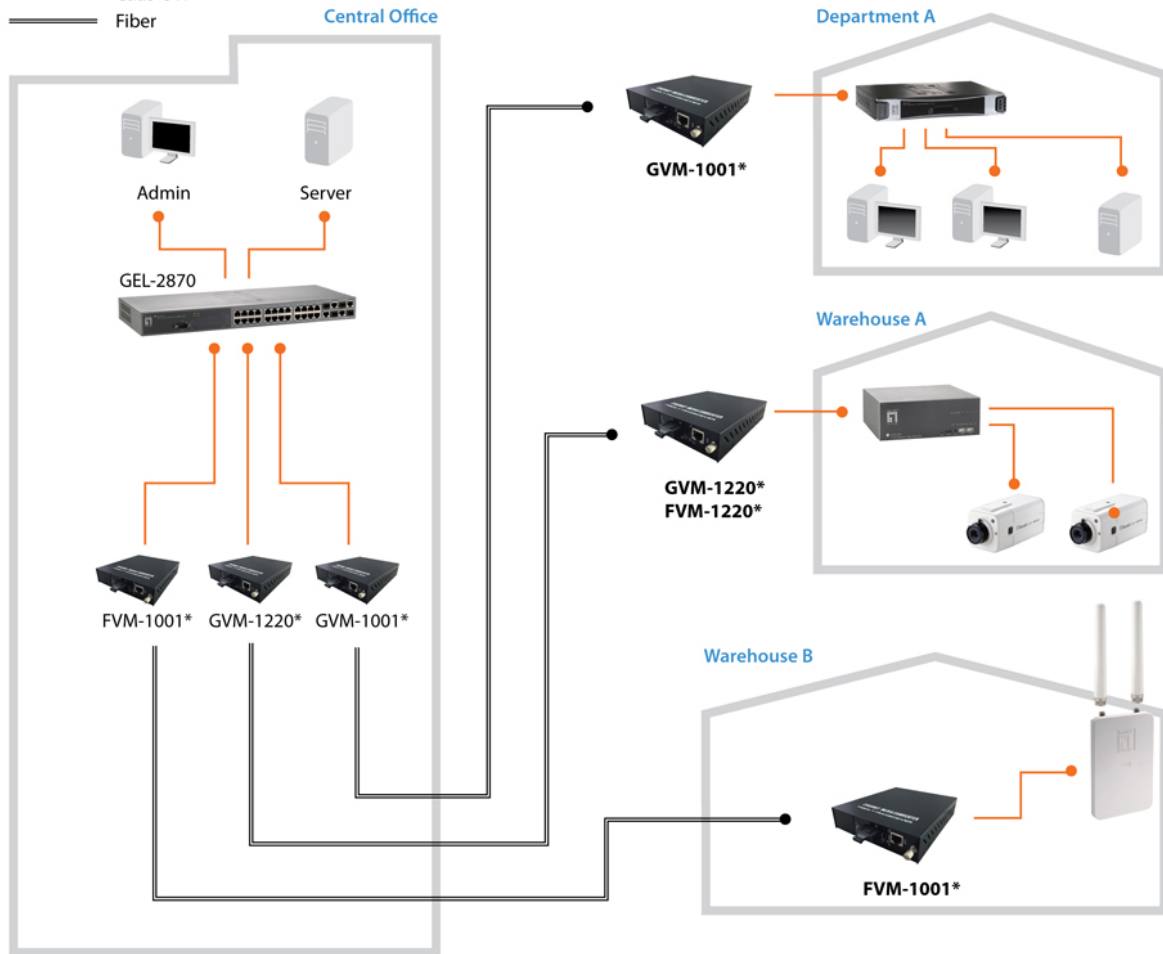 Fiber
Central Office
Department A
GVM-1001*
Admin
Server
GEL-2870
Warehouse A
GVM-1220*
FVM-1220*
FVM-1001*
GVM-1220*
GVM-1001*
Warehouse B
FVM-1001*